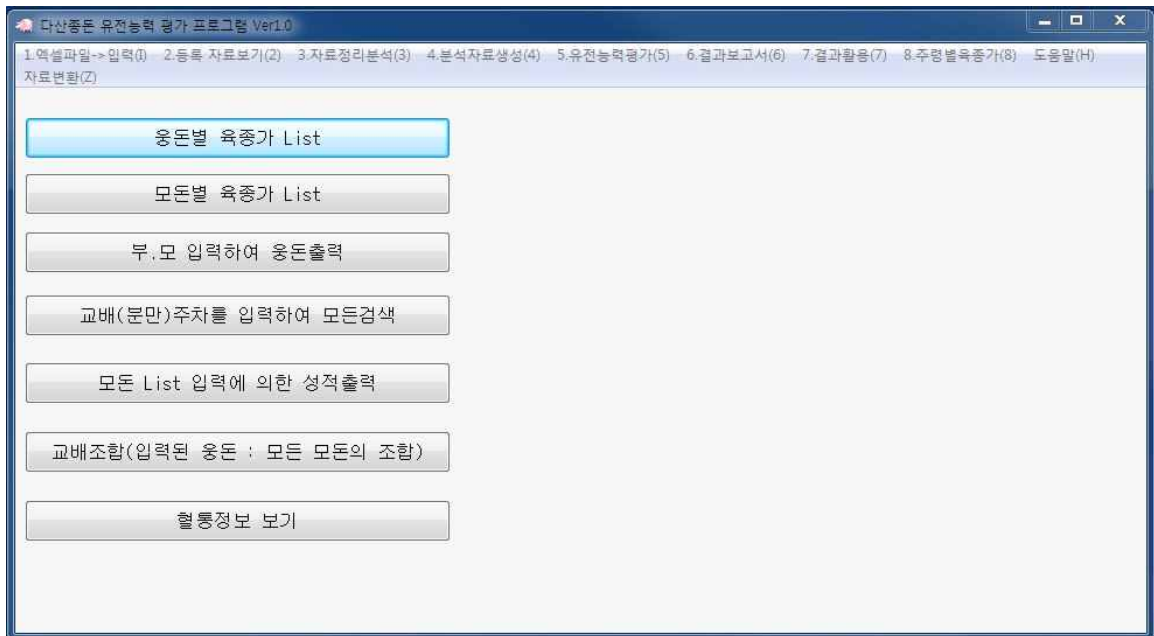 다산종돈 유전능력 평가 프로그램 Ver1.0
1.엑셀파일->입력(I) 2.등록 자료보기(2) 3.자료정리분석(3) 4.분석자료생성(4) 5.유전능력평가(5) 6.결과보고서(6) 7.결과활용(7) 8.주령별육종가(8) 도움말(H)
자료변환(Z)
웅돈별 육종가 List
모돈별 육종가 List
부.모 입력하여 웅돈출력
교배(분만)주차를 입력하여 모든검색
모돈 List 입력에 의한 성적출력
교배조합(입력된 웅돈 : 모든 모돈의 조합)
혈통정보 보기